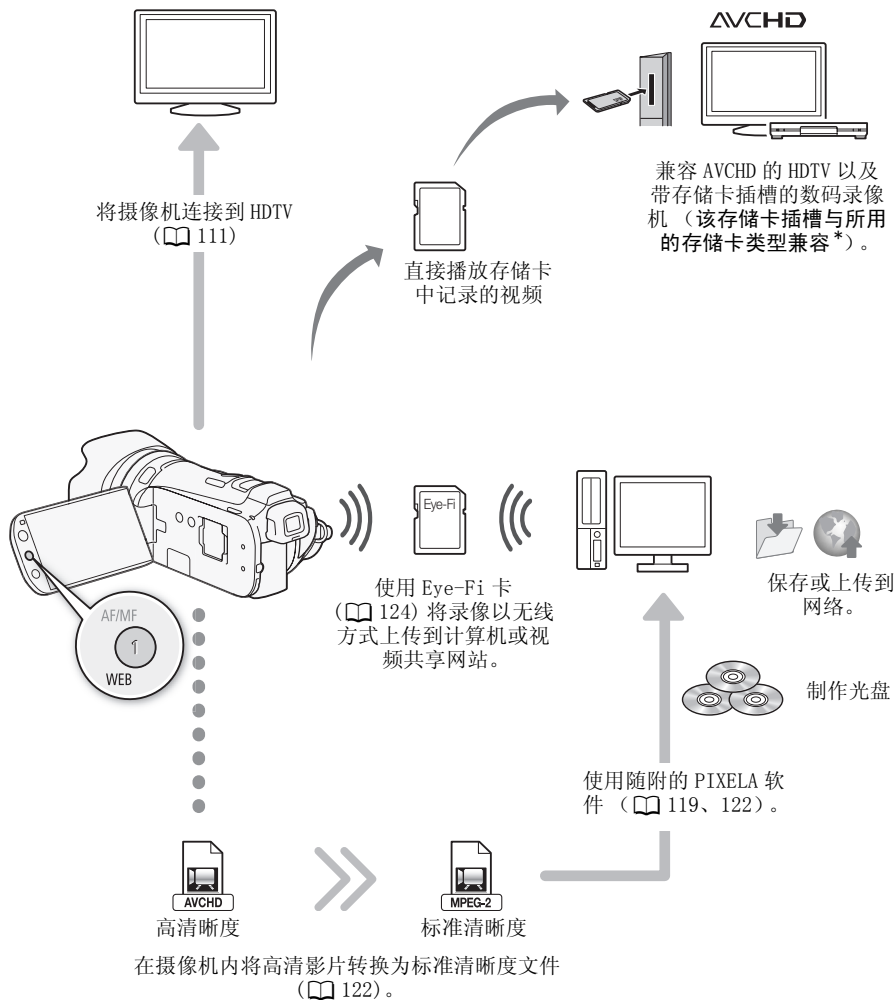 AVCHD
兼容 AVCHD 的 HDTV 以及
带存储卡插槽的数码录像
机 （该存储卡插槽与所用
的存储卡类型兼容*）。
将摄像机连接到 HDTV
(111)
直接播放存储卡
中记录的视频
Eye-Fi
使用 Eye-Fi 卡
(124) 将录像以无线
方式上传到计算机或视
频共享网站。
保存或上传到
网络。
AF/MF
1
WEB
制作光盘
使用随附的 PIXELA 软
件 （119、122）。
AVCHD
高清晰度
MPEG-2
标准清晰度
在摄像机内将高清影片转换为标准清晰度文件
(122)。